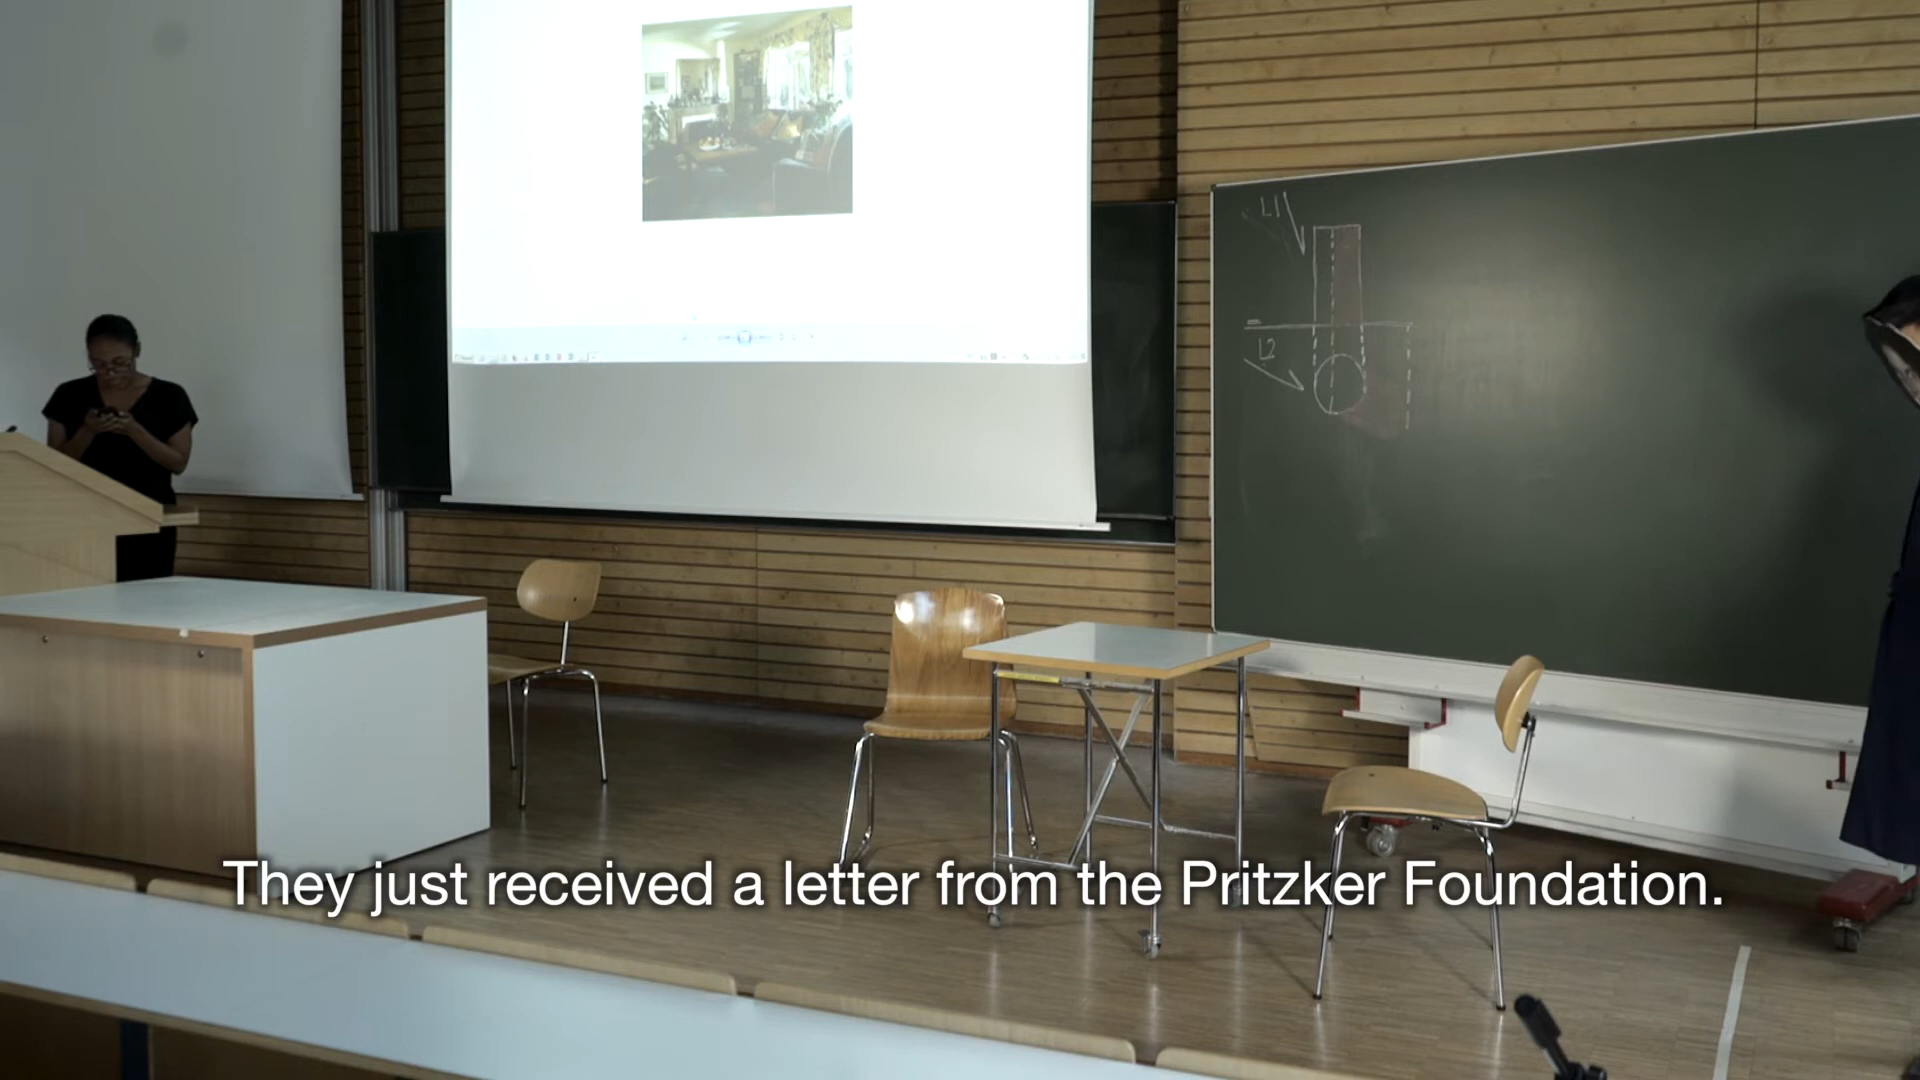 L1
L2
They just received a letter from the Pritzker Foundation.